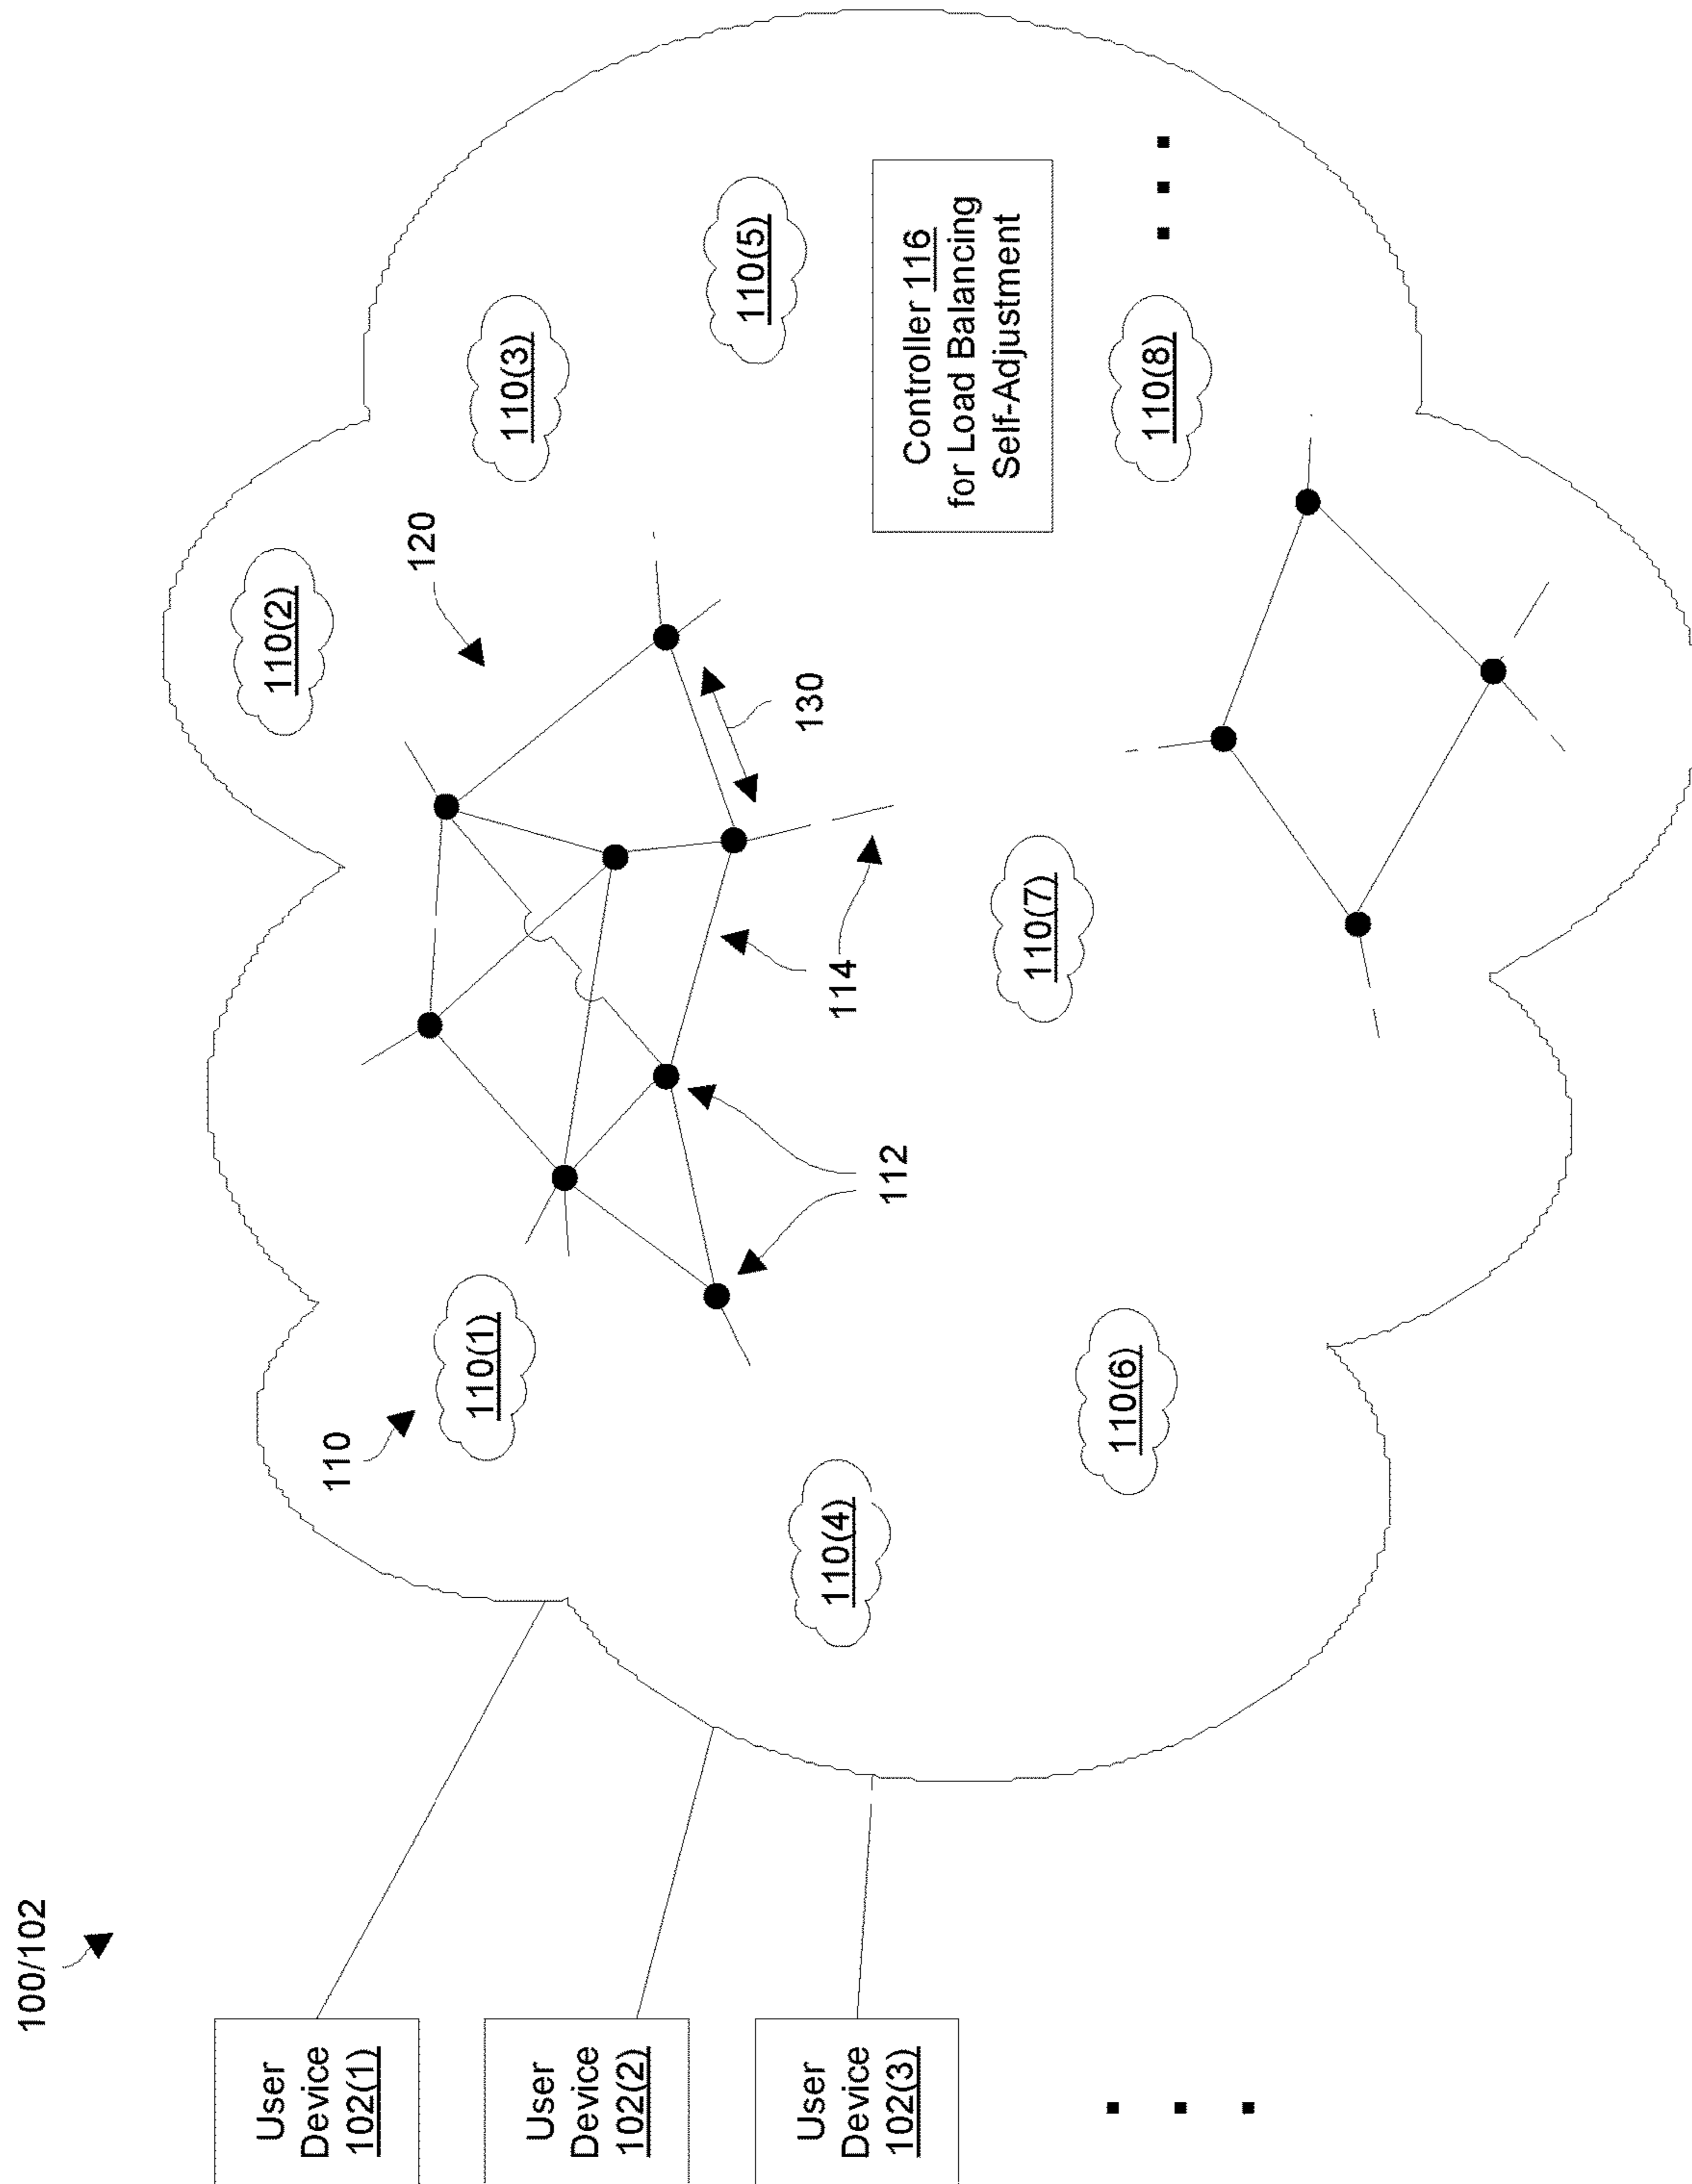 100/102
User
Device
102(1)
User
Device
102(2)
User
Device
102(3)
110
110(1)
110(2)
120
110(3)
110(4)
112
114
130
110(5)
Controller 116
for Load Balancing
Self-Adjustment
110(6)
110(7)
110(8)